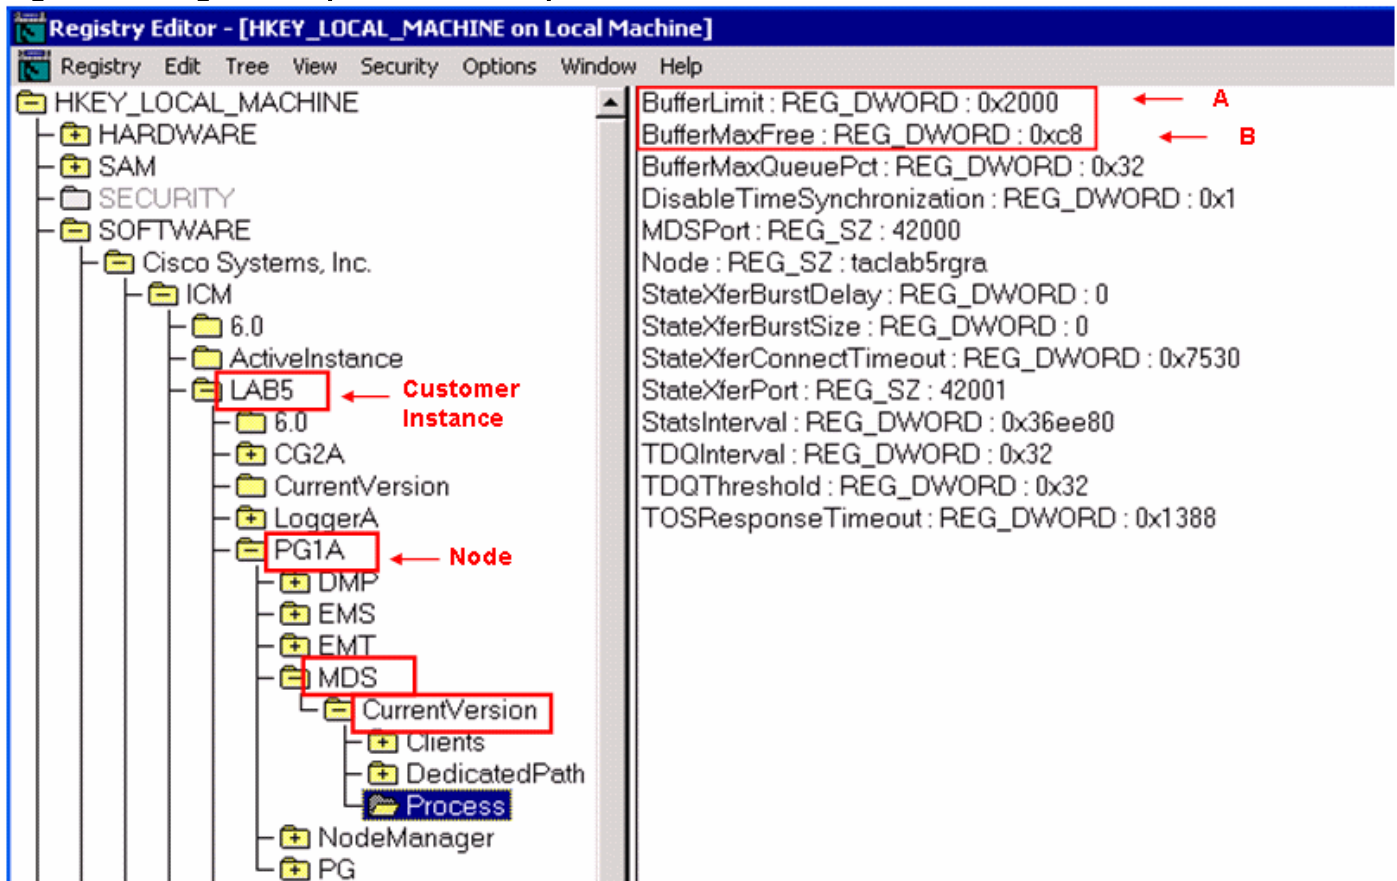 Registry Editor - [HKEY_LOCAL_MACHINE on Local Machine]
Registry Edit Tree View Security Options Window Help
HKEY_LOCAL_MACHINE
HARDWARE
SAM
SECURITY
SOFTWARE
Cisco Systems, Inc.
ICM
6.0
ActiveInstance
LAB5
Customer
Instance
6.0
CG2A
CurrentVersion
LoggerA
PG1A
Node
DMP
EMS
EMT
MDS
CurrentVersion
Clients
DedicatedPath
Process
NodeManager
PG
BufferLimit : REG_DWORD : 0x2000
A
BufferMaxFree : REG_DWORD : 0xc8
B
BufferMaxQueuePct : REG_DWORD : 0x32
DisableTimeSynchronization : REG_DWORD : 0x1
MDSPort : REG_SZ : 42000
Node : REG_SZ : taclab5rgra
StateXferBurstDelay : REG_DWORD : 0
StateXferBurstSize : REG_DWORD : 0
StateXferConnectTimeout : REG_DWORD : 0x7530
StateXferPort : REG_SZ : 42001
StatsInterval : REG_DWORD : 0x36ee80
TDQInterval : REG_DWORD : 0x32
TDQThreshold : REG_DWORD : 0x32
TOSResponseTimeout : REG_DWORD : 0x1388